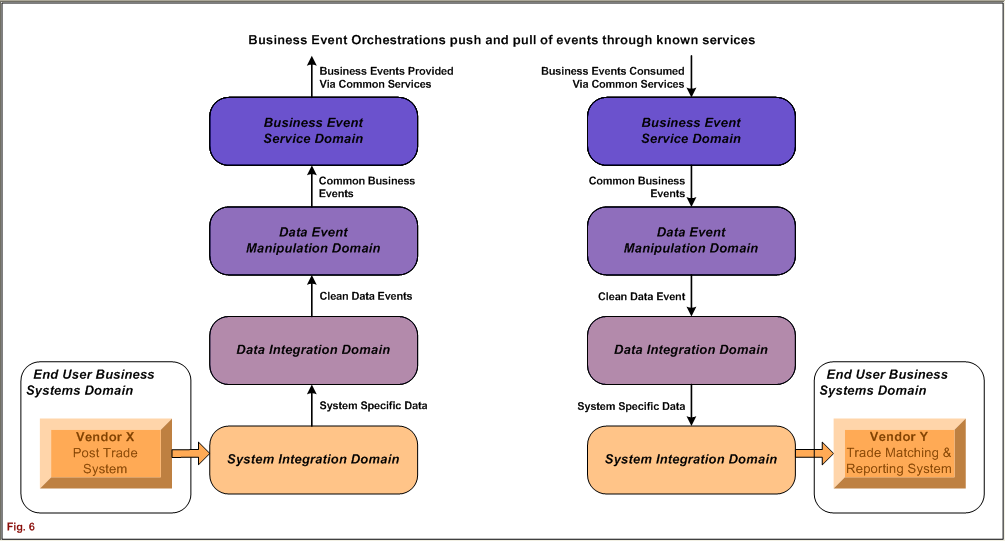 Business Event Orchestrations push and pull of events through known services
Business Events Provided
Via Common Services
Business Event
Service Domain
Common Business
Events
Data Event
Manipulation Domain
Clean Data Events
Data Integration Domain
System Specific Data
System Integration Domain
End User Business
Systems Domain
Vendor X
Post Trade
System
Business Events Consumed
Via Common Services
Business Event
Service Domain
Common Business
Events
Data Event
Manipulation Domain
Clean Data Event
Data Integration Domain
System Specific Data
System Integration Domain
End User Business
Systems Domain
Vendor Y
Trade Matching &
Reporting System
Fig. 6